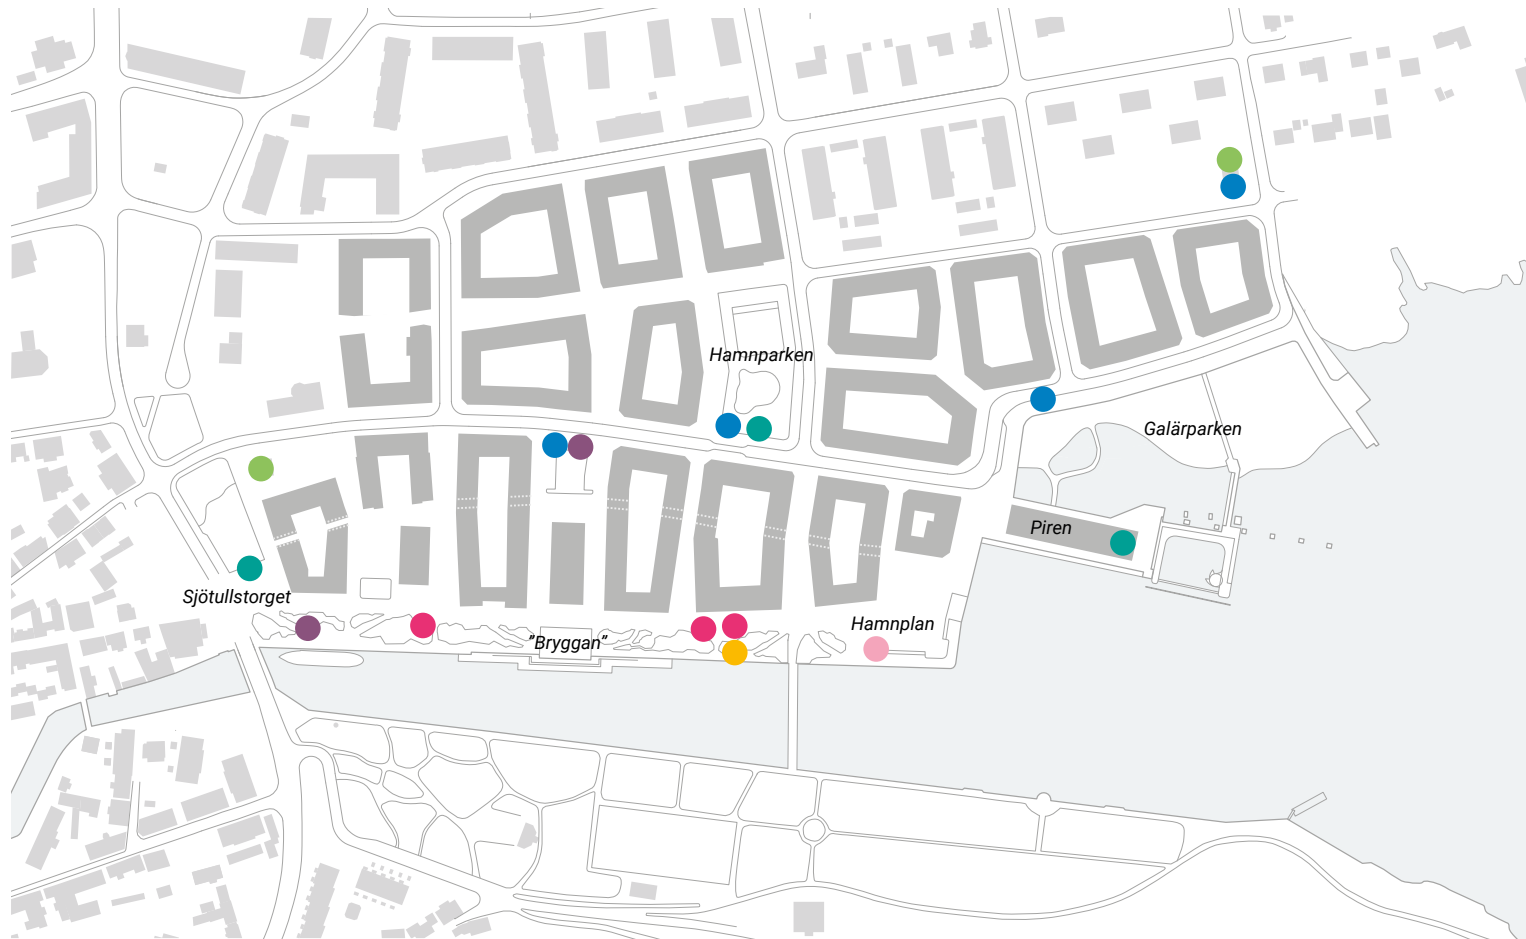 Hamnparken
Galärparken
Piren
Sjötullstorget
Hamnplan
”Bryggan”